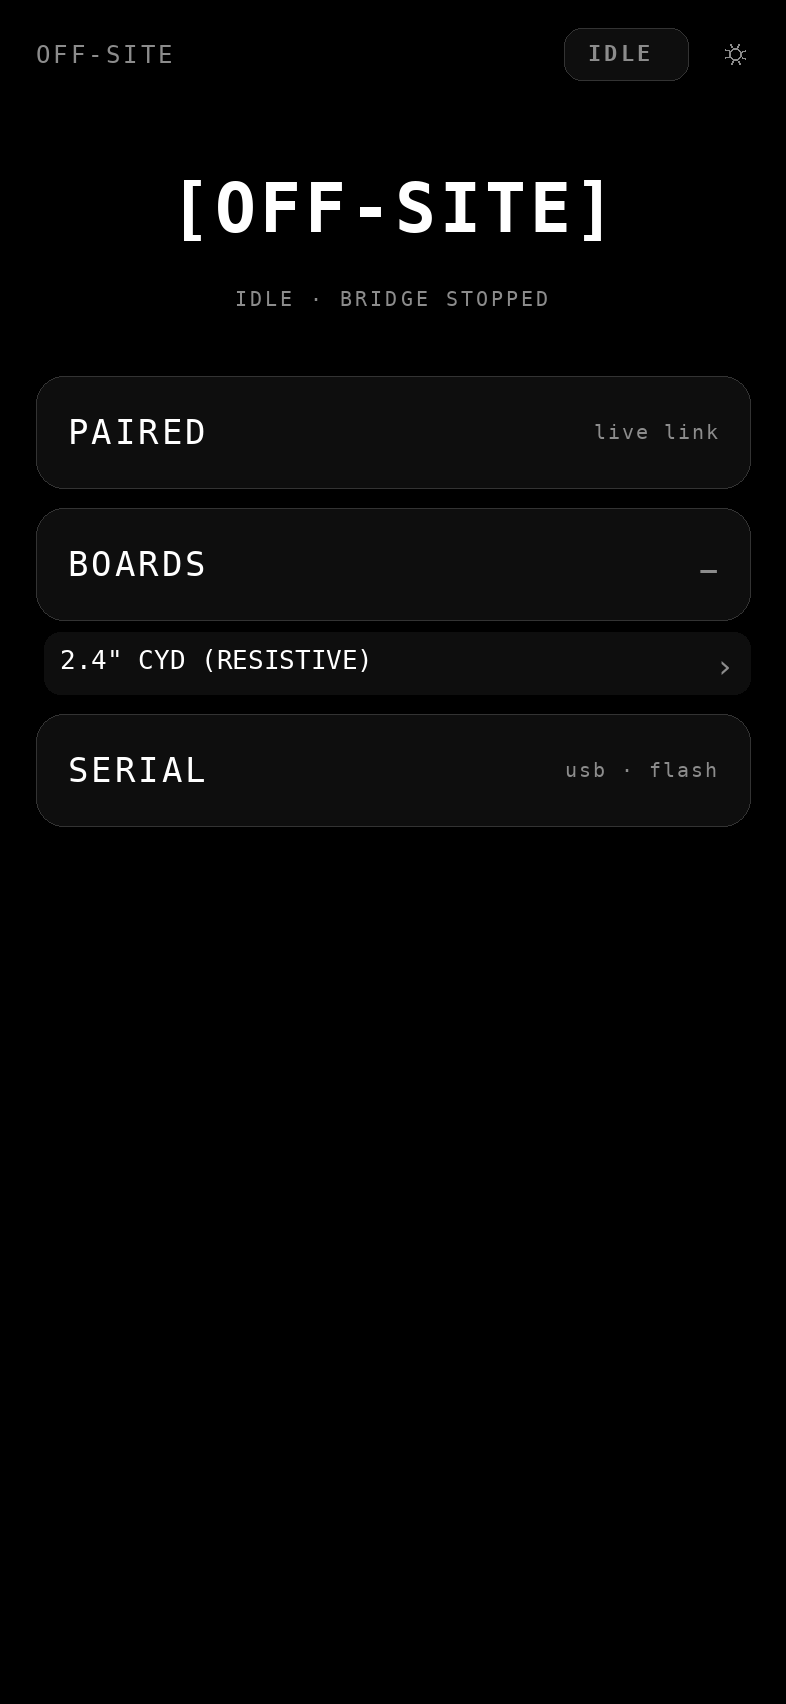 OFF-SITE
IDLE
[OFF-SITE]
IDLE · BRIDGE STOPPED
PAIRED
live link
BOARDS
—
2.4" CYD (RESISTIVE)
›
SERIAL
usb · flash